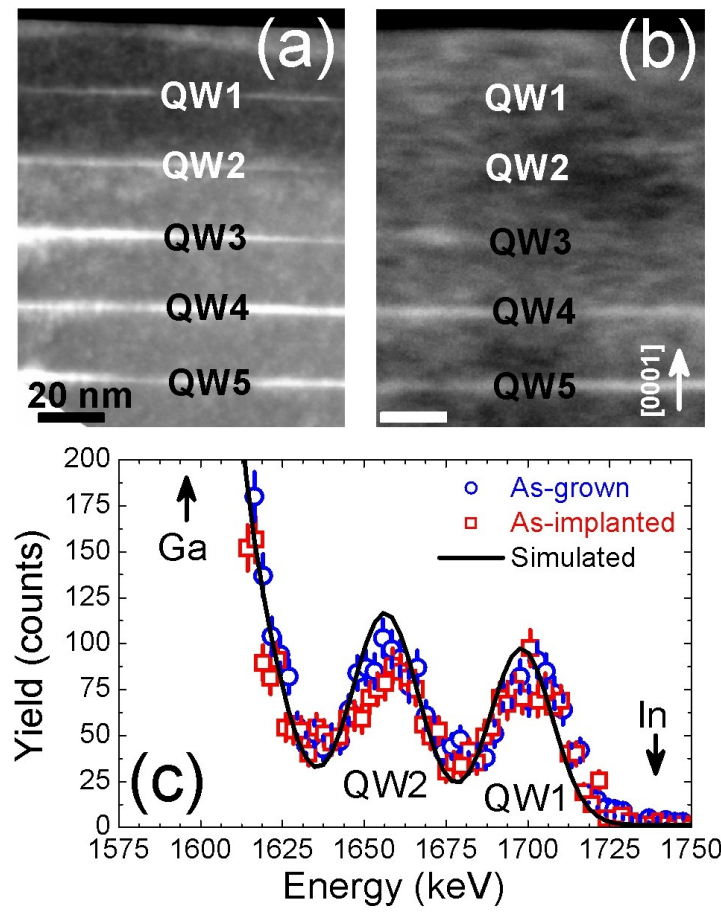 (a)
QW1
QW2
QW3
QW4
QW5
20 nm
(b)
QW1
QW2
QW3
QW4
QW5
[0001]
200
175
150
125
100
75
50
25
0
Yield (counts)
Ga
As-grown
As-implanted
Simulated
In
(c)
QW2
QW1
1575 1600 1625 1650 1675 1700 1725 1750
Energy (keV)